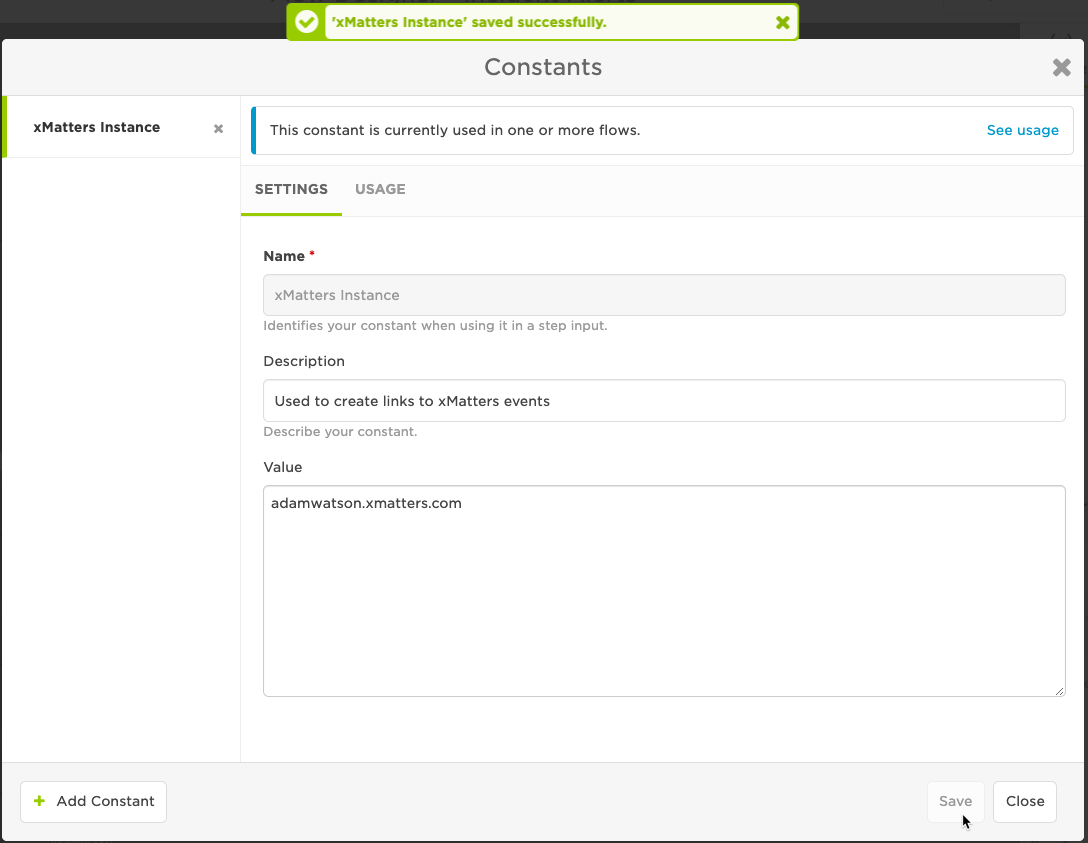 'xMatters Instance' saved successfully.
Constants
xMatters Instance
This constant is currently used in one or more flows.
See usage
SETTINGS
USAGE
Name *
xMatters Instance
Identifies your constant when using it in a step input.
Description
Used to create links to xMatters events
Describe your constant.
Value
adamwatson.xmatters.com
+ Add Constant
Save
Close